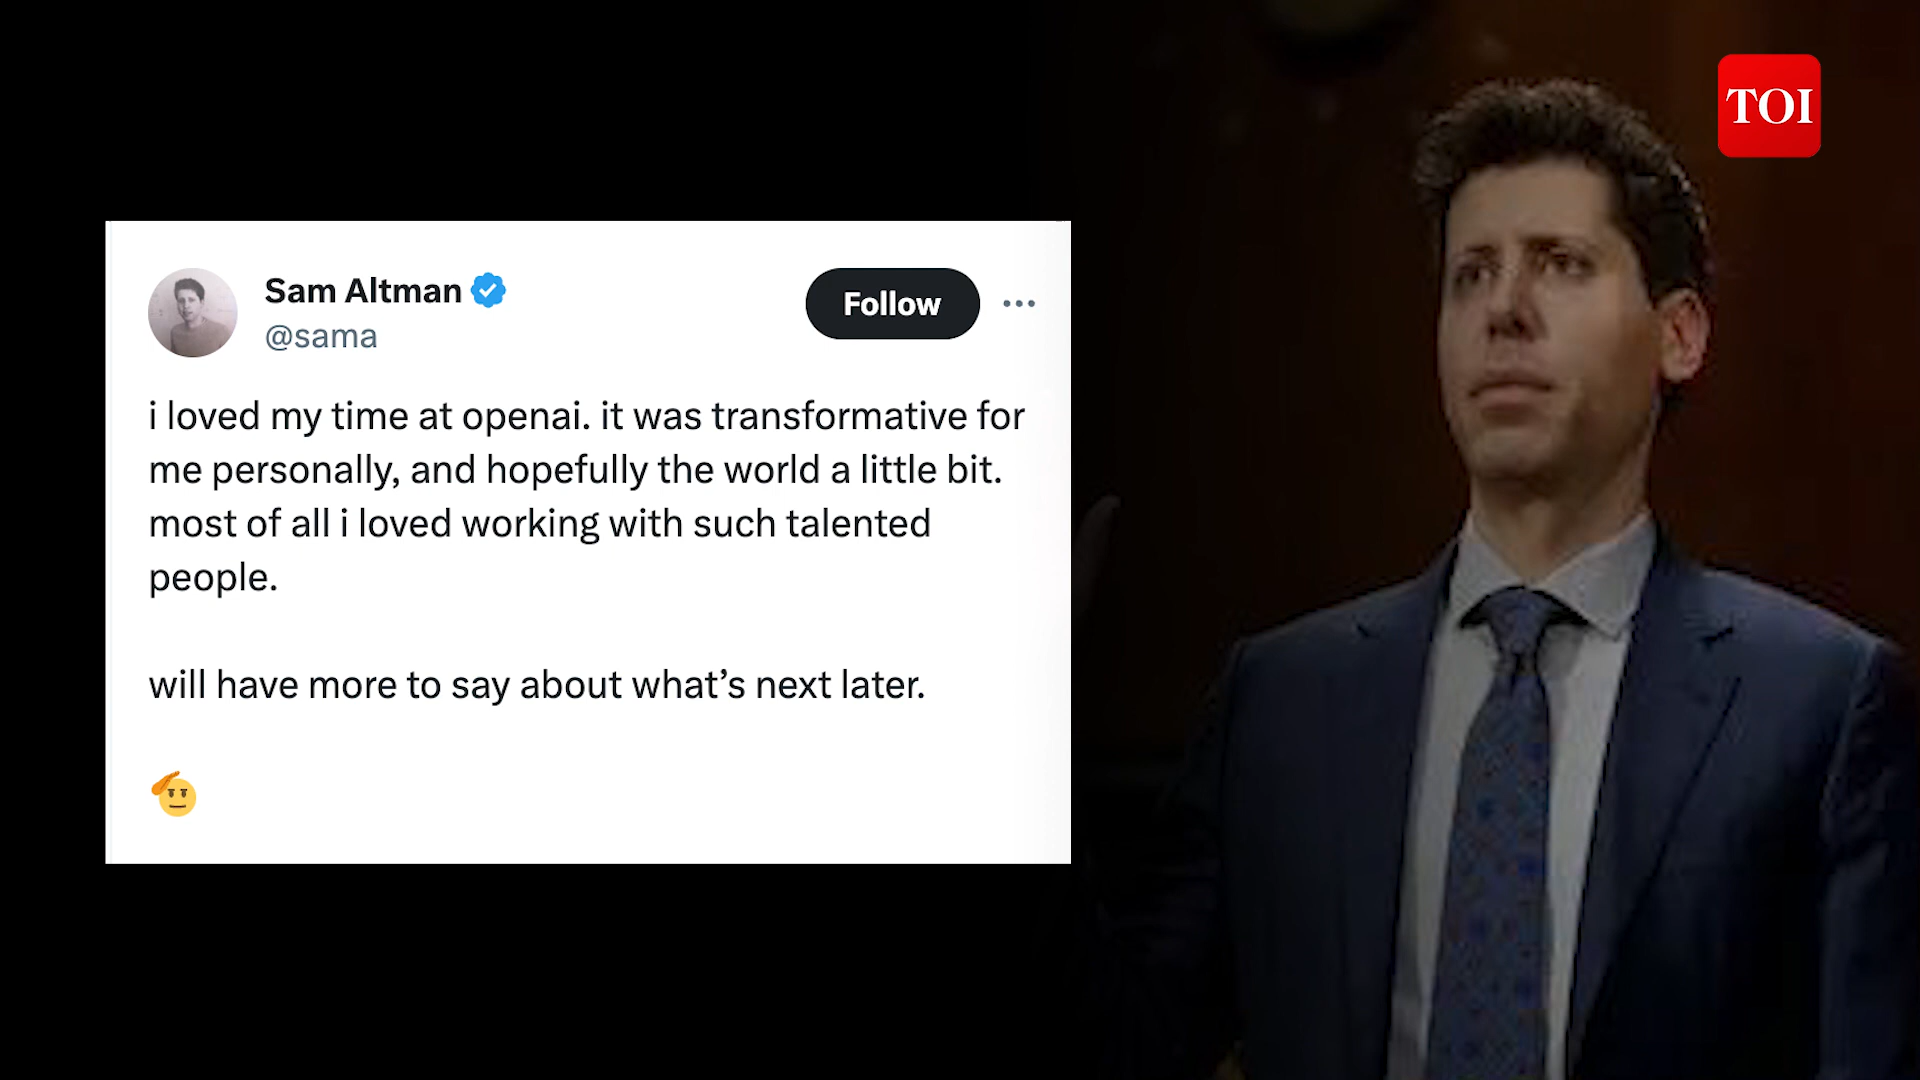 TOI
Sam Altman
@sama
Follow
i loved my time at openai. it was transformative for
me personally, and hopefully the world a little bit.
most of all i loved working with such talented
people.
will have more to say about what’s next later.